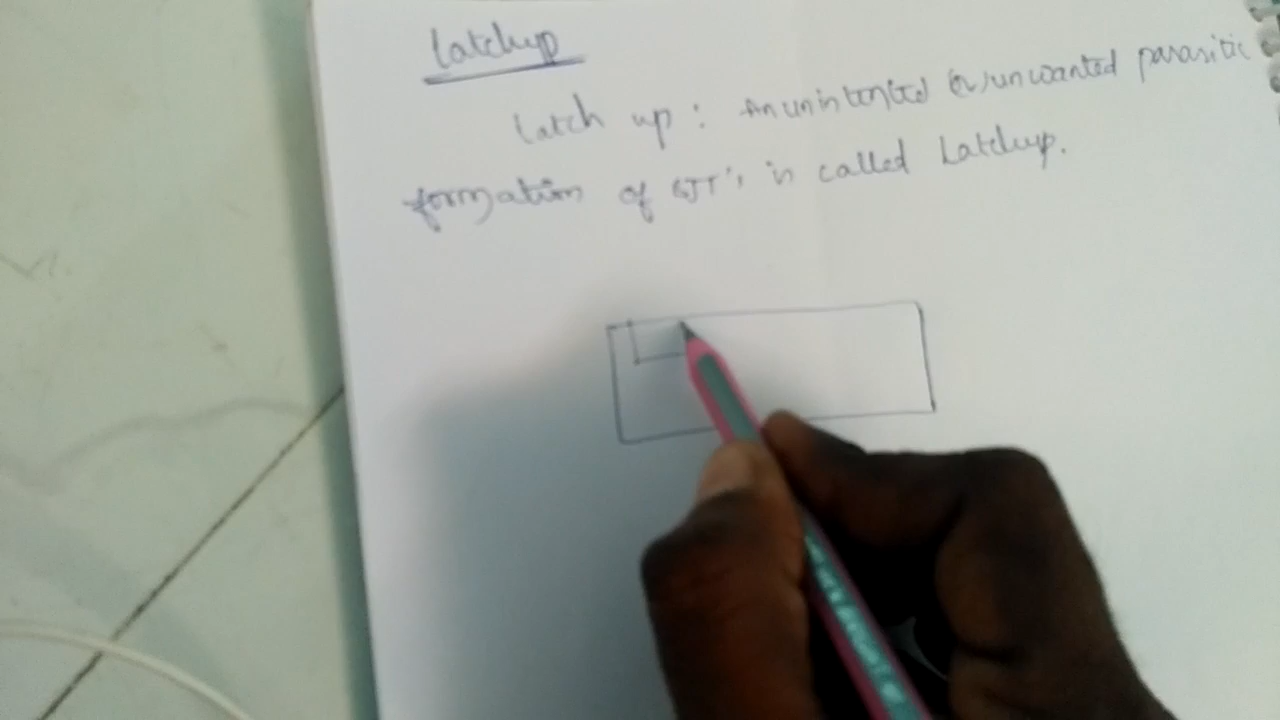 Latchup
Latch up : An unintented (or) unwanted parasitic
formation of BJT's is called Latchup.